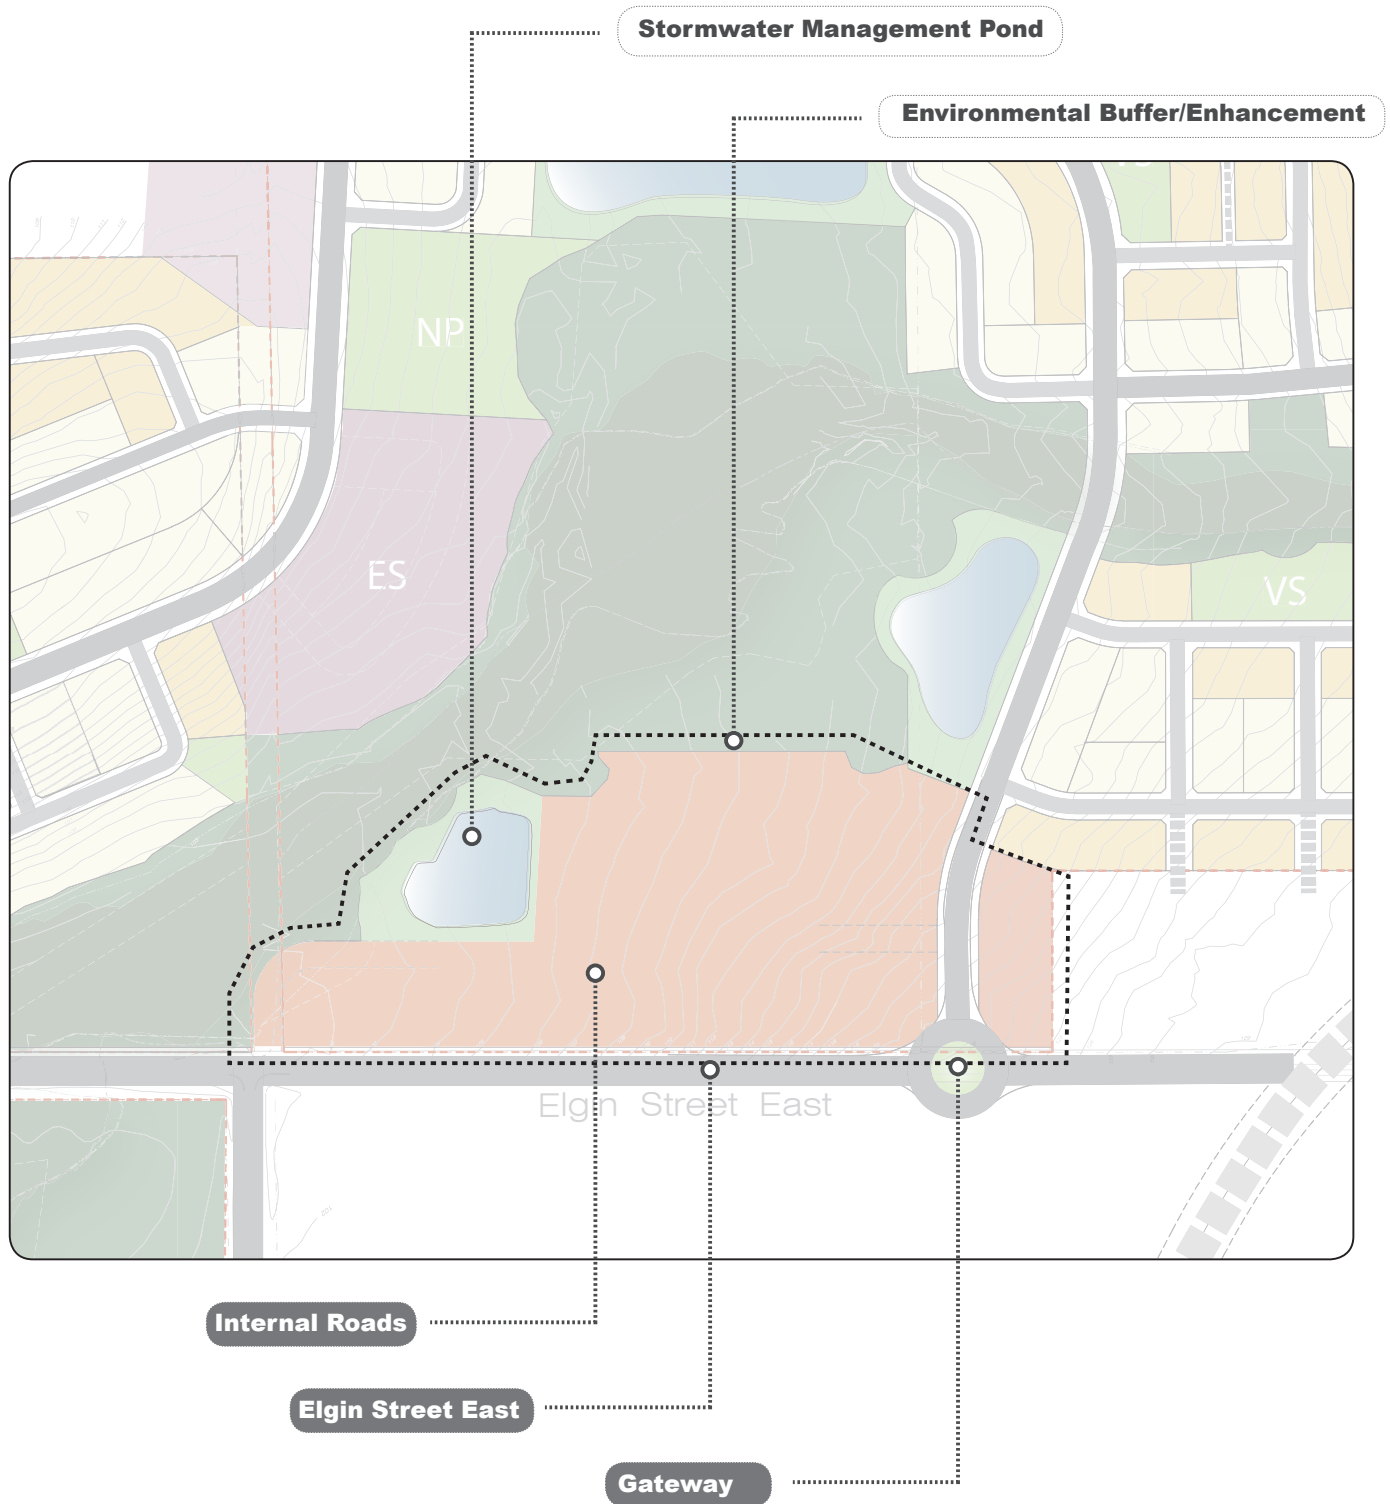 Stormwater Management Pond
Environmental Buffer/Enhancement
NP
ES
VS
Elgin Street East
Internal Roads
Elgin Street East
Gateway